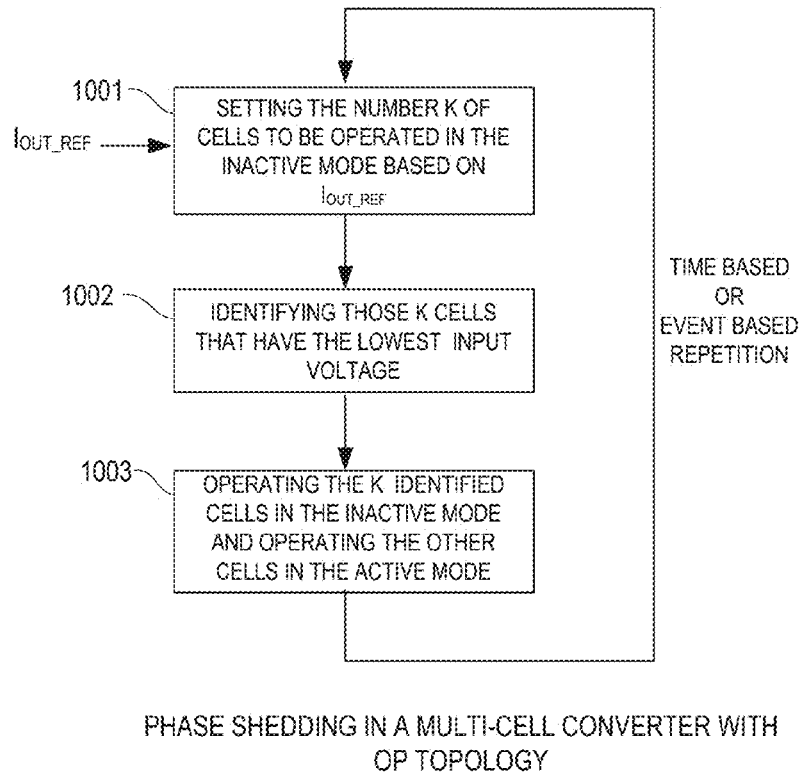 1001
SETTING THE NUMBER K OF
CELLS TO BE OPERATED IN THE
INACTIVE MODE BASED ON
IOUT_REF
IOUT_REF
1002
IDENTIFYING THOSE K CELLS
THAT HAVE THE LOWEST INPUT
VOLTAGE
TIME BASED
OR
EVENT BASED
REPETITION
1003
OPERATING THE K IDENTIFIED
CELLS IN THE INACTIVE MODE
AND OPERATING THE OTHER
CELLS IN THE ACTIVE MODE
PHASE SHEDDING IN A MULTI-CELL CONVERTER WITH
OP TOPOLOGY